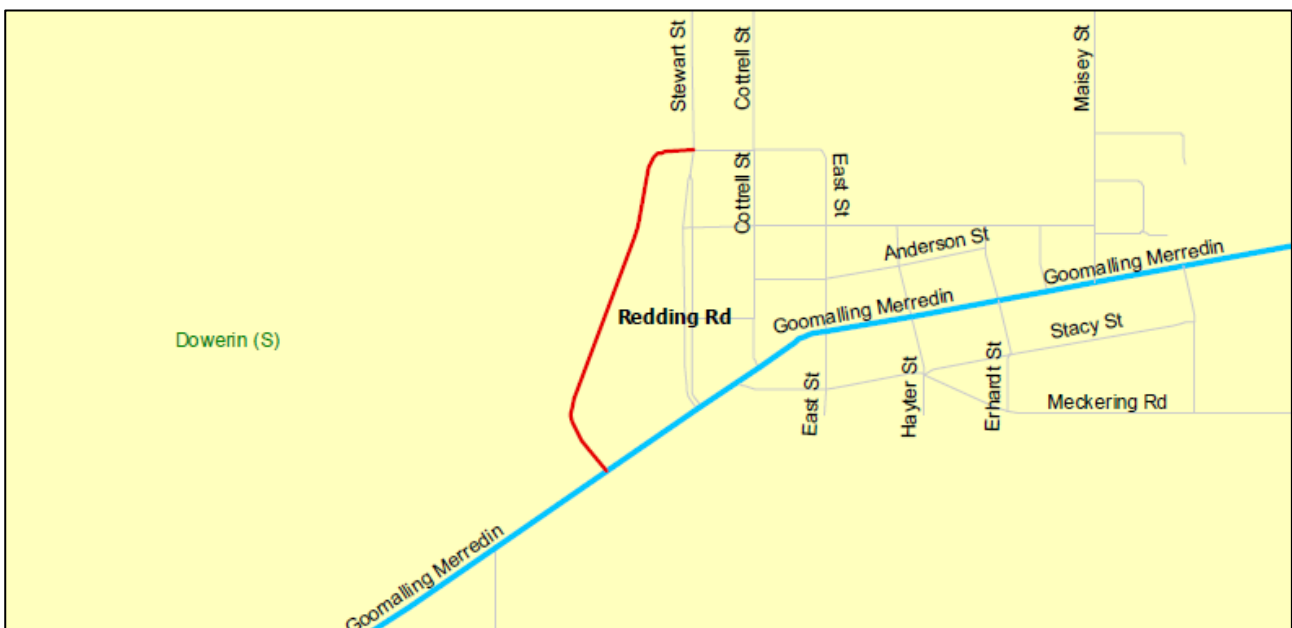 Stewart St
Cottrell St
Maisey St
Cottrell St
East St
Anderson St
Goomalling Merredin
Redding Rd
Goomalling Merredin
Stacy St
Dowerin (S)
East St
Hayler St
Erhardt St
Meckering Rd
Goomalling Merredin